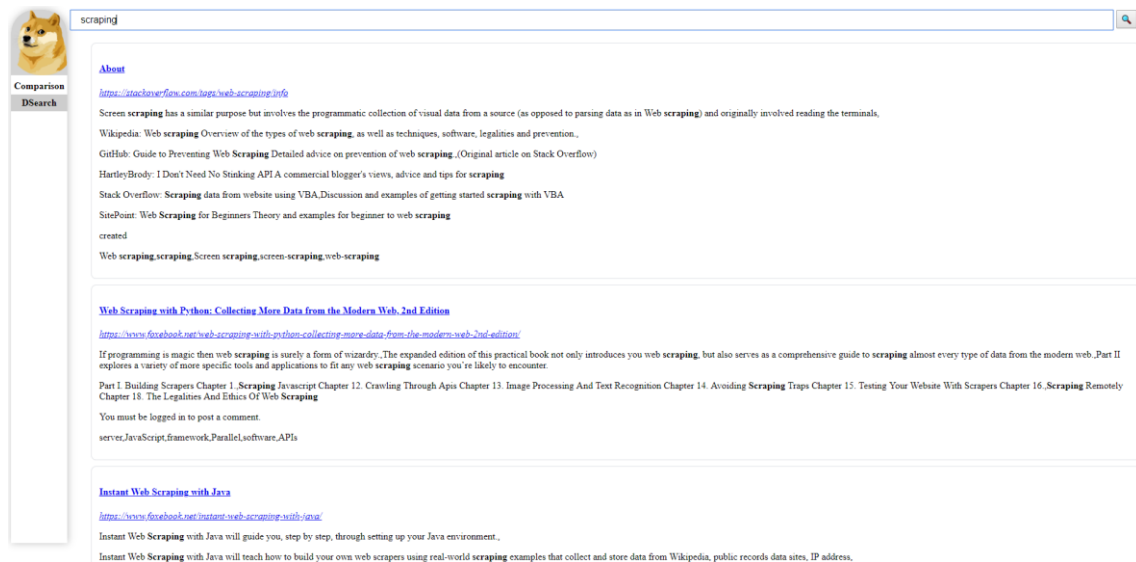 scraping
Comparison
DSearch
About
https://stackoverflow.com/tags/web-scraping/info
Screen scraping has a similar purpose but involves the programmatic collection of visual data from a source (as opposed to parsing data as in Web scraping) and originally involved reading the terminals,
Wikipedia: Web scraping Overview of the types of web scraping, as well as techniques, software, legalities and prevention.,
GitHub: Guide to Preventing Web Scraping Detailed advice on prevention of web scraping.,(Original article on Stack Overflow)
HartleyBrody: I Don't Need No Stinking API A commercial blogger's views, advice and tips for scraping
Stack Overflow: Scraping data from website using VBA,Discussion and examples of getting started scraping with VBA
SitePoint: Web Scraping for Beginners Theory and examples for beginner to web scraping
created
Web scraping,scraping,Screen scraping,screen-scraping,web-scraping
Web Scraping with Python: Collecting More Data from the Modern Web, 2nd Edition
https://www.foxebook.net/web-scraping-with-python-collecting-more-data-from-the-modern-web-2nd-edition/
If programming is magic then web scraping is surely a form of wizardry.,The expanded edition of this practical book not only introduces you web scraping, but also serves as a comprehensive guide to scraping almost every type of data from the modern web.,Part II
explores a variety of more specific tools and applications to fit any web scraping scenario you're likely to encounter.
Part I. Building Scrapers Chapter 1.,Scraping Javascript Chapter 12. Crawling Through Apis Chapter 13. Image Processing And Text Recognition Chapter 14. Avoiding Scraping Traps Chapter 15. Testing Your Website With Scrapers Chapter 16.,Scraping Remotely
Chapter 18. The Legalities And Ethics Of Web Scraping
You must be logged in to post a comment.
server,JavaScript,framework,Parallel,software,APIs
Instant Web Scraping with Java
https://www.foxebook.net/instant-web-scraping-with-java/
Instant Web Scraping with Java will guide you, step by step, through setting up your Java environment.,
Instant Web Scraping with Java will teach how to build your own web scrapers using real-world scraping examples that collect and store data from Wikipedia, public records data sites, IP address,